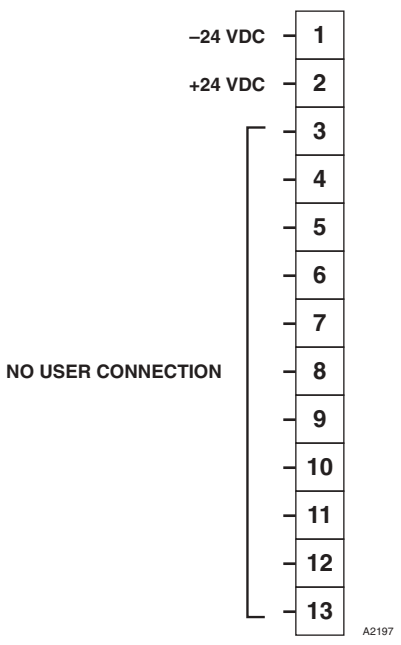 –24 VDC – 1
+24 VDC – 2
– 3
– 4
– 5
– 6
– 7
NO USER CONNECTION – 8
– 9
– 10
– 11
– 12
– 13
A2197